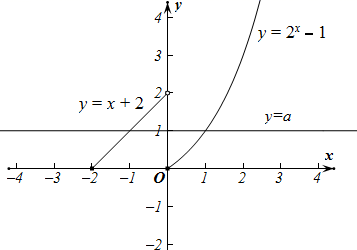 4
y
y = 2ˣ – 1
3
y = x + 2
2
1
y=a
x
–4 –3 –2 –1 O 1 2 3 4
–1
–2